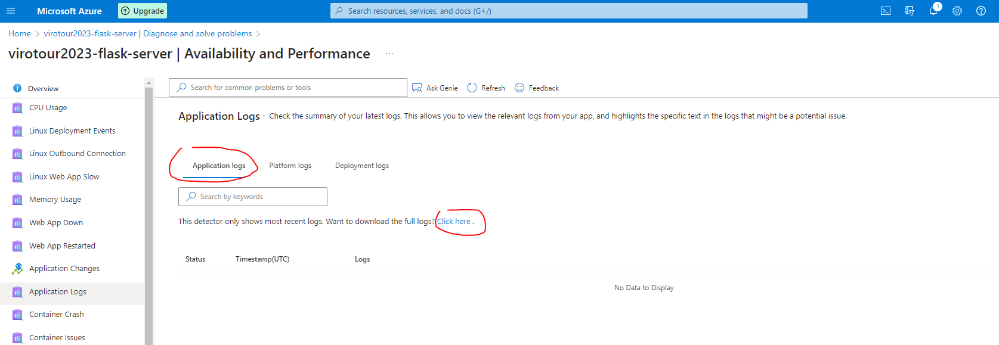 Microsoft Azure
Upgrade
Search resources, services, and docs (G+/)
1
Home > virotour2023-flask-server | Diagnose and solve problems >
virotour2023-flask-server | Availability and Performance ...
Overview
CPU Usage
Linux Deployment Events
Linux Outbound Connection
Linux Web App Slow
Memory Usage
Web App Down
Web App Restarted
Application Changes
Application Logs
Container Crash
Container Issues
Search for common problems or tools
Ask Genie
Refresh
Feedback
Application Logs - Check the summary of your latest logs. This allows you to view the relevant logs from your app, and highlights the specific text in the logs that might be a potential issue.
Application logs
Platform logs
Deployment logs
Search by keywords
This detector only shows most recent logs. Want to download the full logs? Click here .
Status
Timestamp(UTC)
Logs
No Data to Display